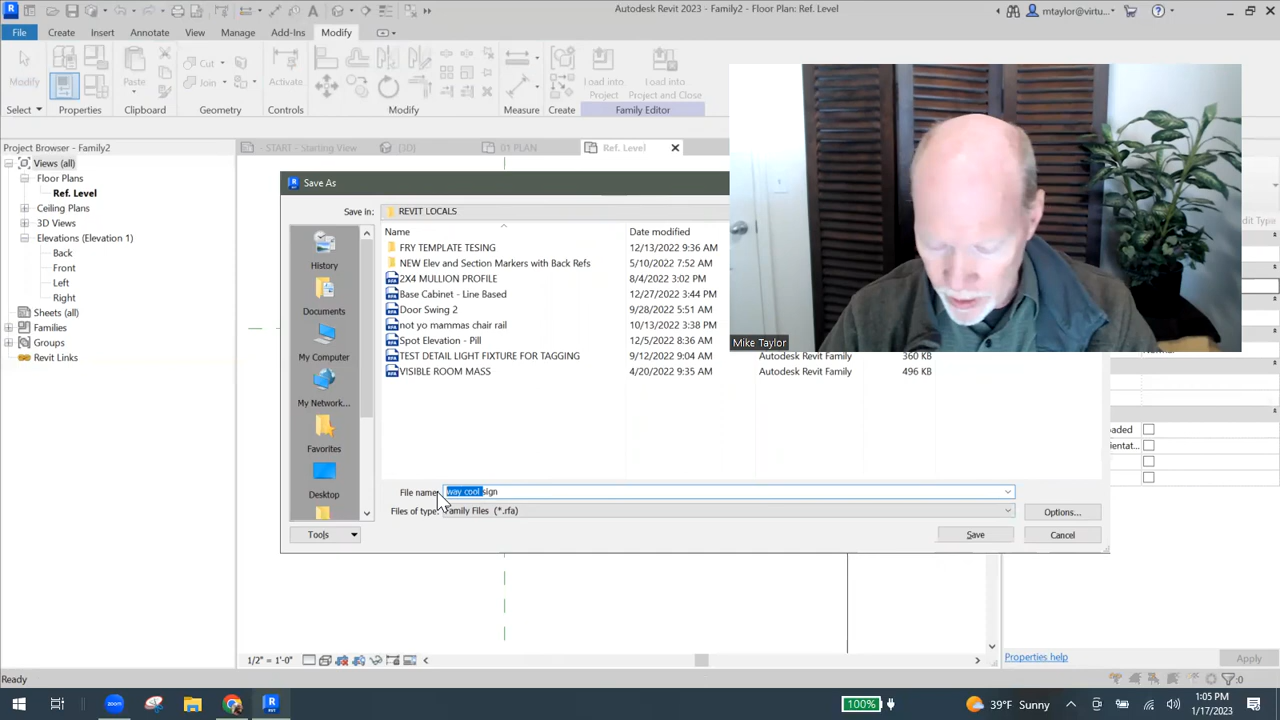 Autodesk Revit 2023 - Family2 - Floor Plan: Ref. Level
mtaylor@virtu...
File Create Insert Annotate View Manage Add-Ins Modify
Modify Paste Cut Join Activate Load into Project Load into Project and Close
Select Properties Clipboard Geometry Controls Modify Measure Create Family Editor
Project Browser - Family2
- START - Starting View {3D} 01 PLAN Ref. Level
Views (all)
Floor Plans
Ref. Level
Ceiling Plans
3D Views
Elevations (Elevation 1)
Back
Front
Left
Right
Sheets (all)
Families
Groups
Revit Links
Save As
Save in: REVIT LOCALS
Name Date modified
FRY TEMPLATE TESING 12/13/2022 9:36 AM
NEW Elev and Section Markers with Back Refs 5/10/2022 7:52 AM
2X4 MULLION PROFILE 8/4/2022 3:02 PM
Base Cabinet - Line Based 12/27/2022 3:44 PM
Door Swing 2 9/28/2022 5:51 PM
not yo mammas chair rail 10/13/2022 3:38 PM
Spot Elevation - Pill 12/5/2022 8:36 AM
TEST DETAIL LIGHT FIXTURE FOR TAGGING 9/12/2022 9:04 AM Autodesk Revit Family 360 KB
VISIBLE ROOM MASS 4/20/2022 9:35 AM Autodesk Revit Family 496 KB
History
Documents
My Computer
My Network...
Favorites
Desktop
File name: way cool sign
Files of type: Family Files (*.rfa)
Options...
Tools Save Cancel
Mike Taylor
dit Type
oaded
orientat...
1/2" = 1'-0"
Properties help Apply
Ready :0
100% 39°F Sunny 1:05 PM
1/17/2023